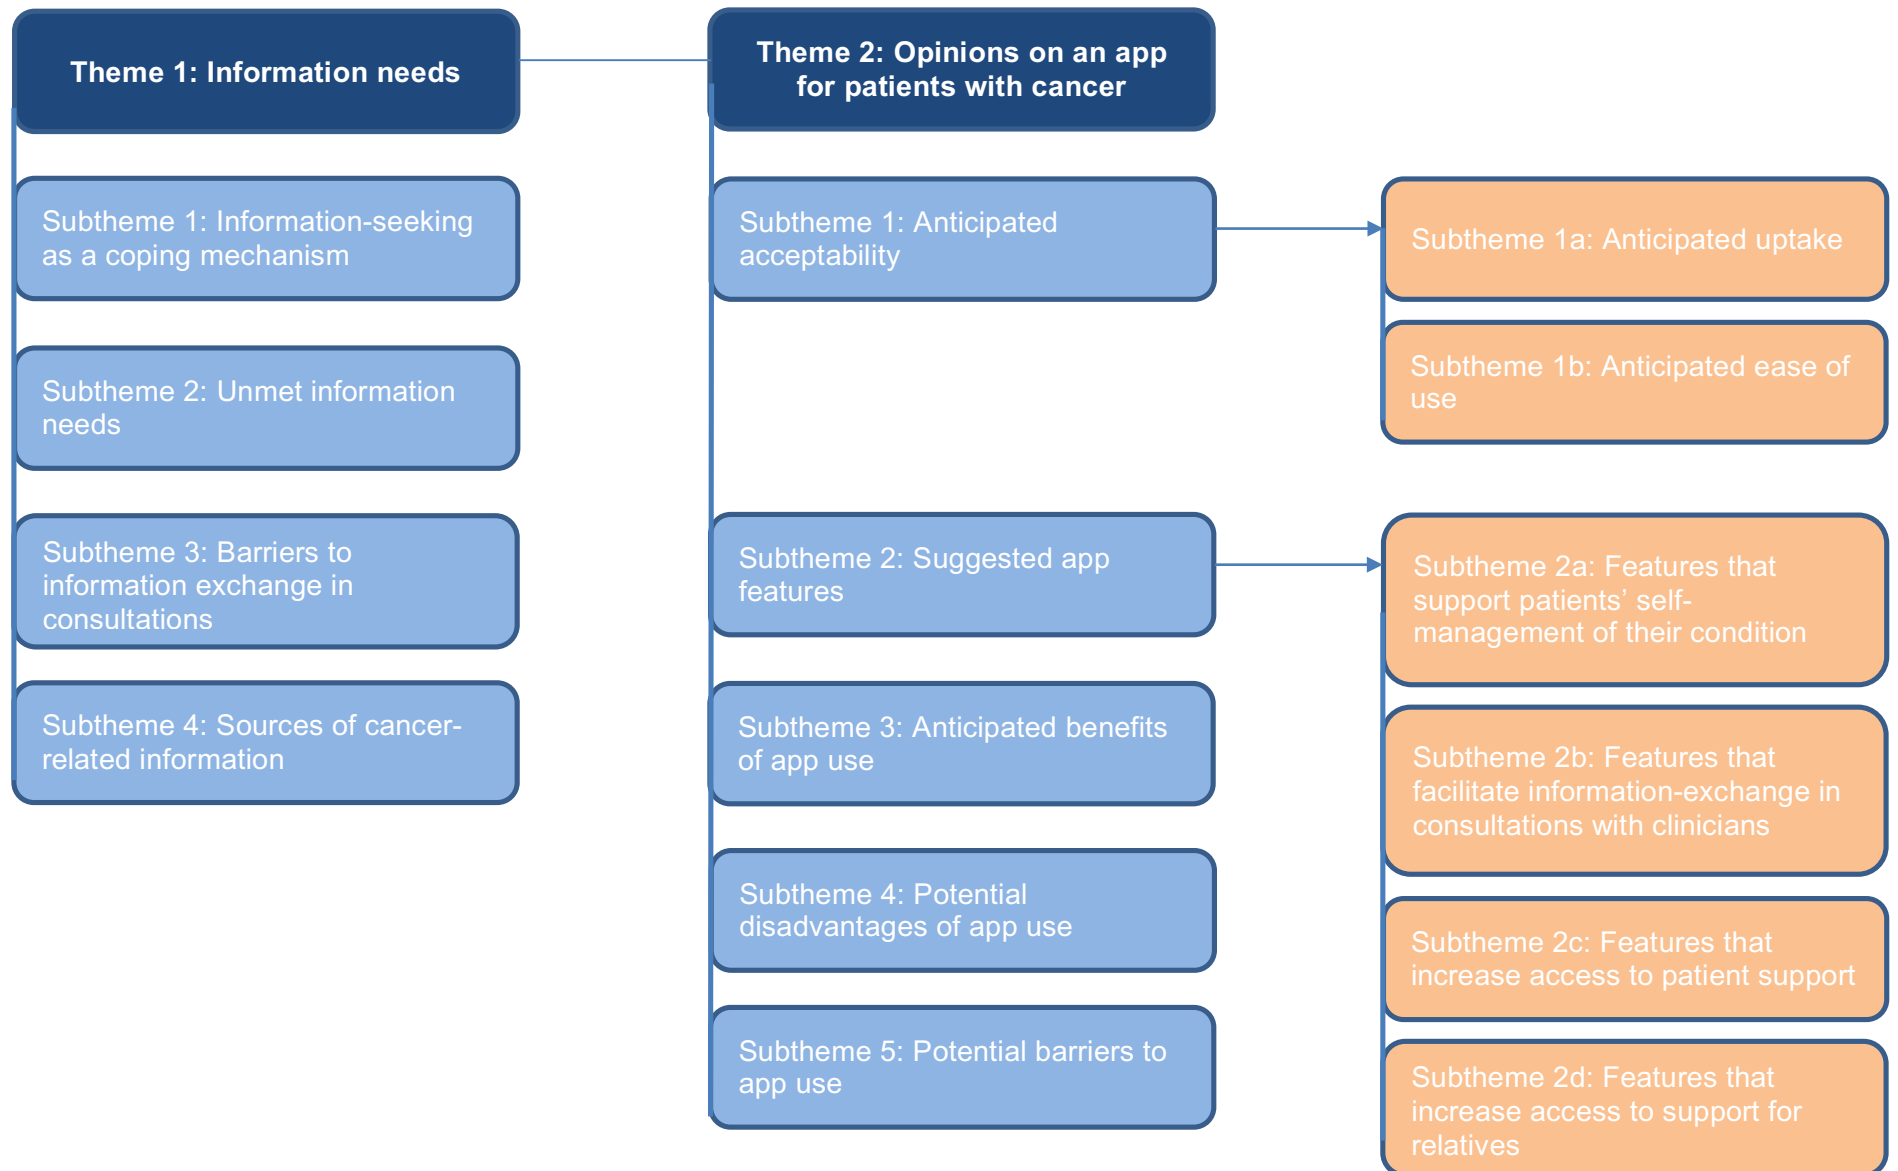 Theme 1: Information needs
Subtheme 1: Information-seeking
as a coping mechanism
Subtheme 2: Unmet information
needs
Subtheme 3: Barriers to
information exchange in
consultations
Subtheme 4: Sources of cancer-
related information
Theme 2: Opinions on an app
for patients with cancer
Subtheme 1: Anticipated
acceptability
Subtheme 2: Suggested app
features
Subtheme 3: Anticipated benefits
of app use
Subtheme 4: Potential
disadvantages of app use
Subtheme 5: Potential barriers to
app use
Subtheme 1a: Anticipated uptake
Subtheme 1b: Anticipated ease of
use
Subtheme 2a: Features that
support patients’ self-
management of their condition
Subtheme 2b: Features that
facilitate information-exchange in
consultations with clinicians
Subtheme 2c: Features that
increase access to patient support
Subtheme 2d: Features that
increase access to support for
relatives